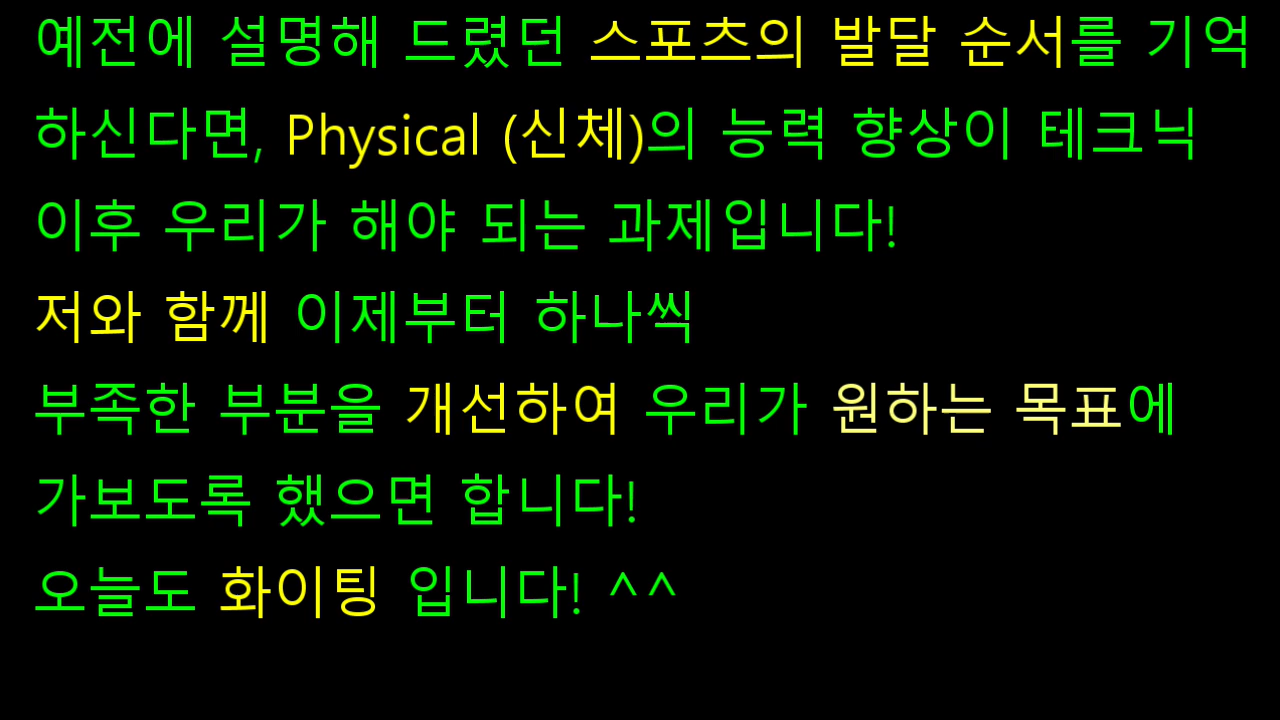 예전에 설명해 드렸던 스포츠의 발달 순서를 기억
하신다면, Physical (신체)의 능력 향상이 테크닉
이후 우리가 해야 되는 과제입니다!
저와 함께 이제부터 하나씩
부족한 부분을 개선하여 우리가 원하는 목표에
가보도록 했으면 합니다!
오늘도 화이팅 입니다! ^^